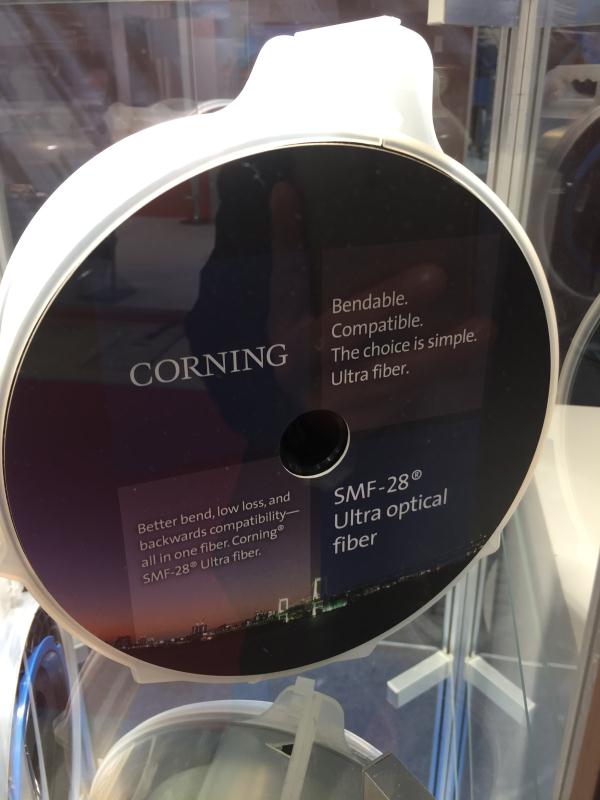 CORNING
Bendable.
Compatible.
The choice is simple.
Ultra fiber.
Better bend, low loss, and
backwards compatibility—
all in one fiber. Corning®
SMF-28® Ultra fiber.
SMF-28®
Ultra optical
fiber